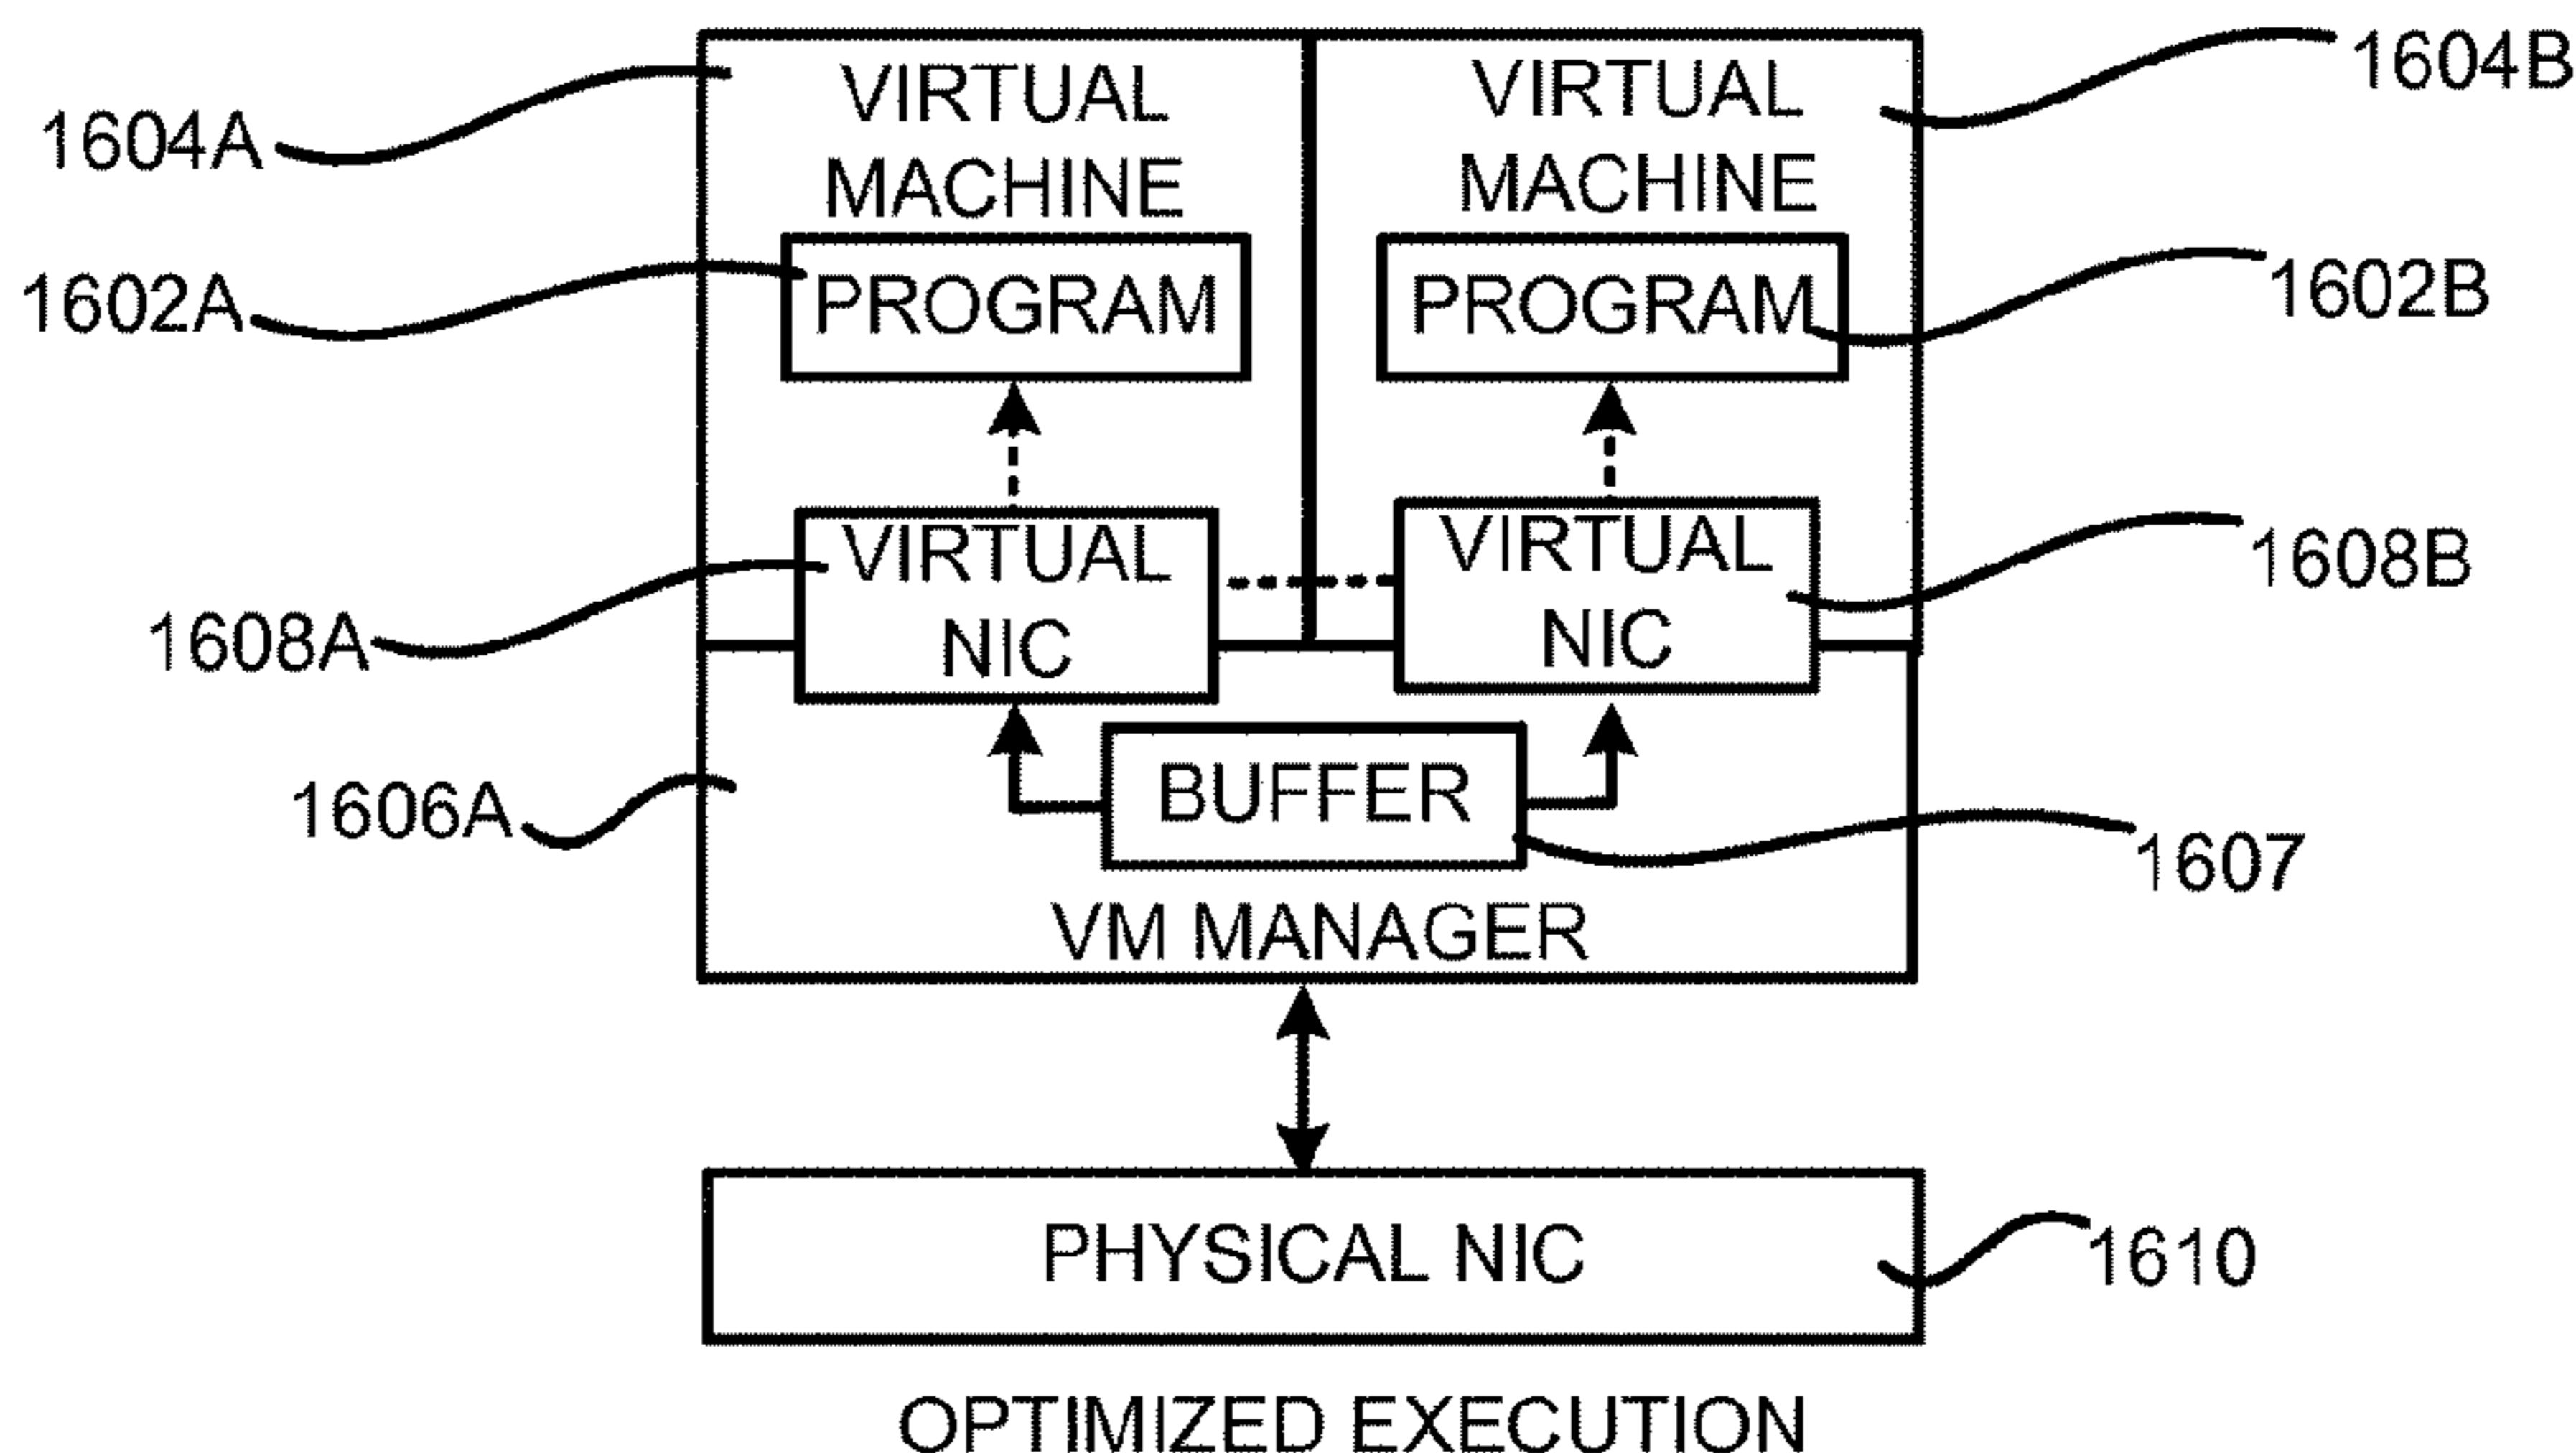 1604B
VIRTUAL
MACHINE
VIRTUAL
MACHINE
1604A
1602A
PROGRAM
PROGRAM
1602B
VIRTUAL
NIC
VIRTUAL
NIC
1608B
1608A
1606A
BUFFER
1607
VM MANAGER
PHYSICAL NIC
1610
OPTIMIZED EXECUTION